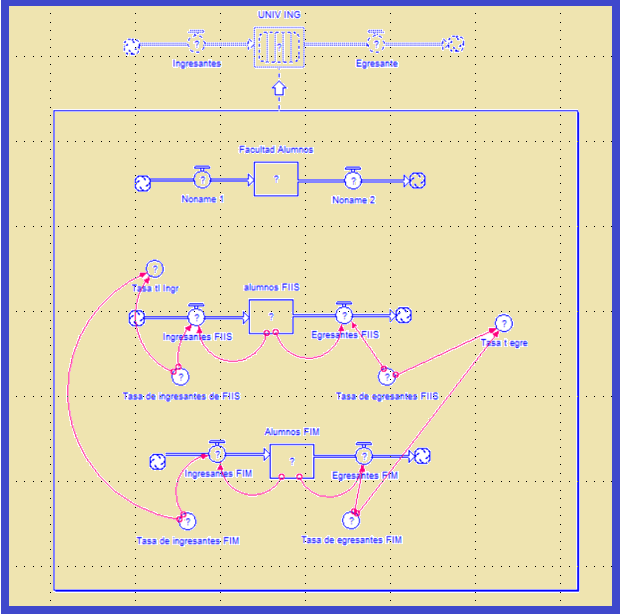 UNIV ING
?
?
?
Ingresantes
Egresante
Facultad Alumnos
?
?
?
Noname 1
Noname 2
?
Tasa tI Ingr
alumnos FIIS
?
?
?
Ingresantes FIIS
Egresantes FIIS
?
Tasa t egre
?
?
Tasa de ingresantes de FIIS
Tasa de egresantes FIIS
Alumnos FIM
?
?
?
Ingresantes FIM
Egresantes FIM
?
?
Tasa de ingresantes FIM
Tasa de egresantes FIM